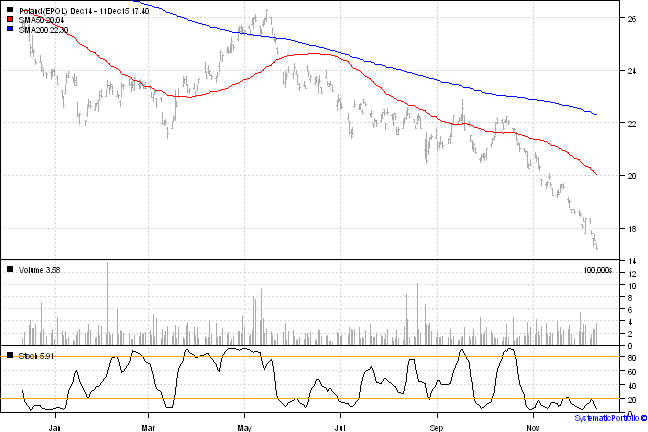 Poland (EPOL) Dec14 - 11Dec15 17.40
SMA50 20.04
SMA200 22.30
26
24
22
20
18
14
Volume 3.58
100,000s
12
10
8
6
4
2
0
Stoch 5.91
80
60
40
20
0
Jan Mar May Jul Sep Nov
SystematicPortfolio ©